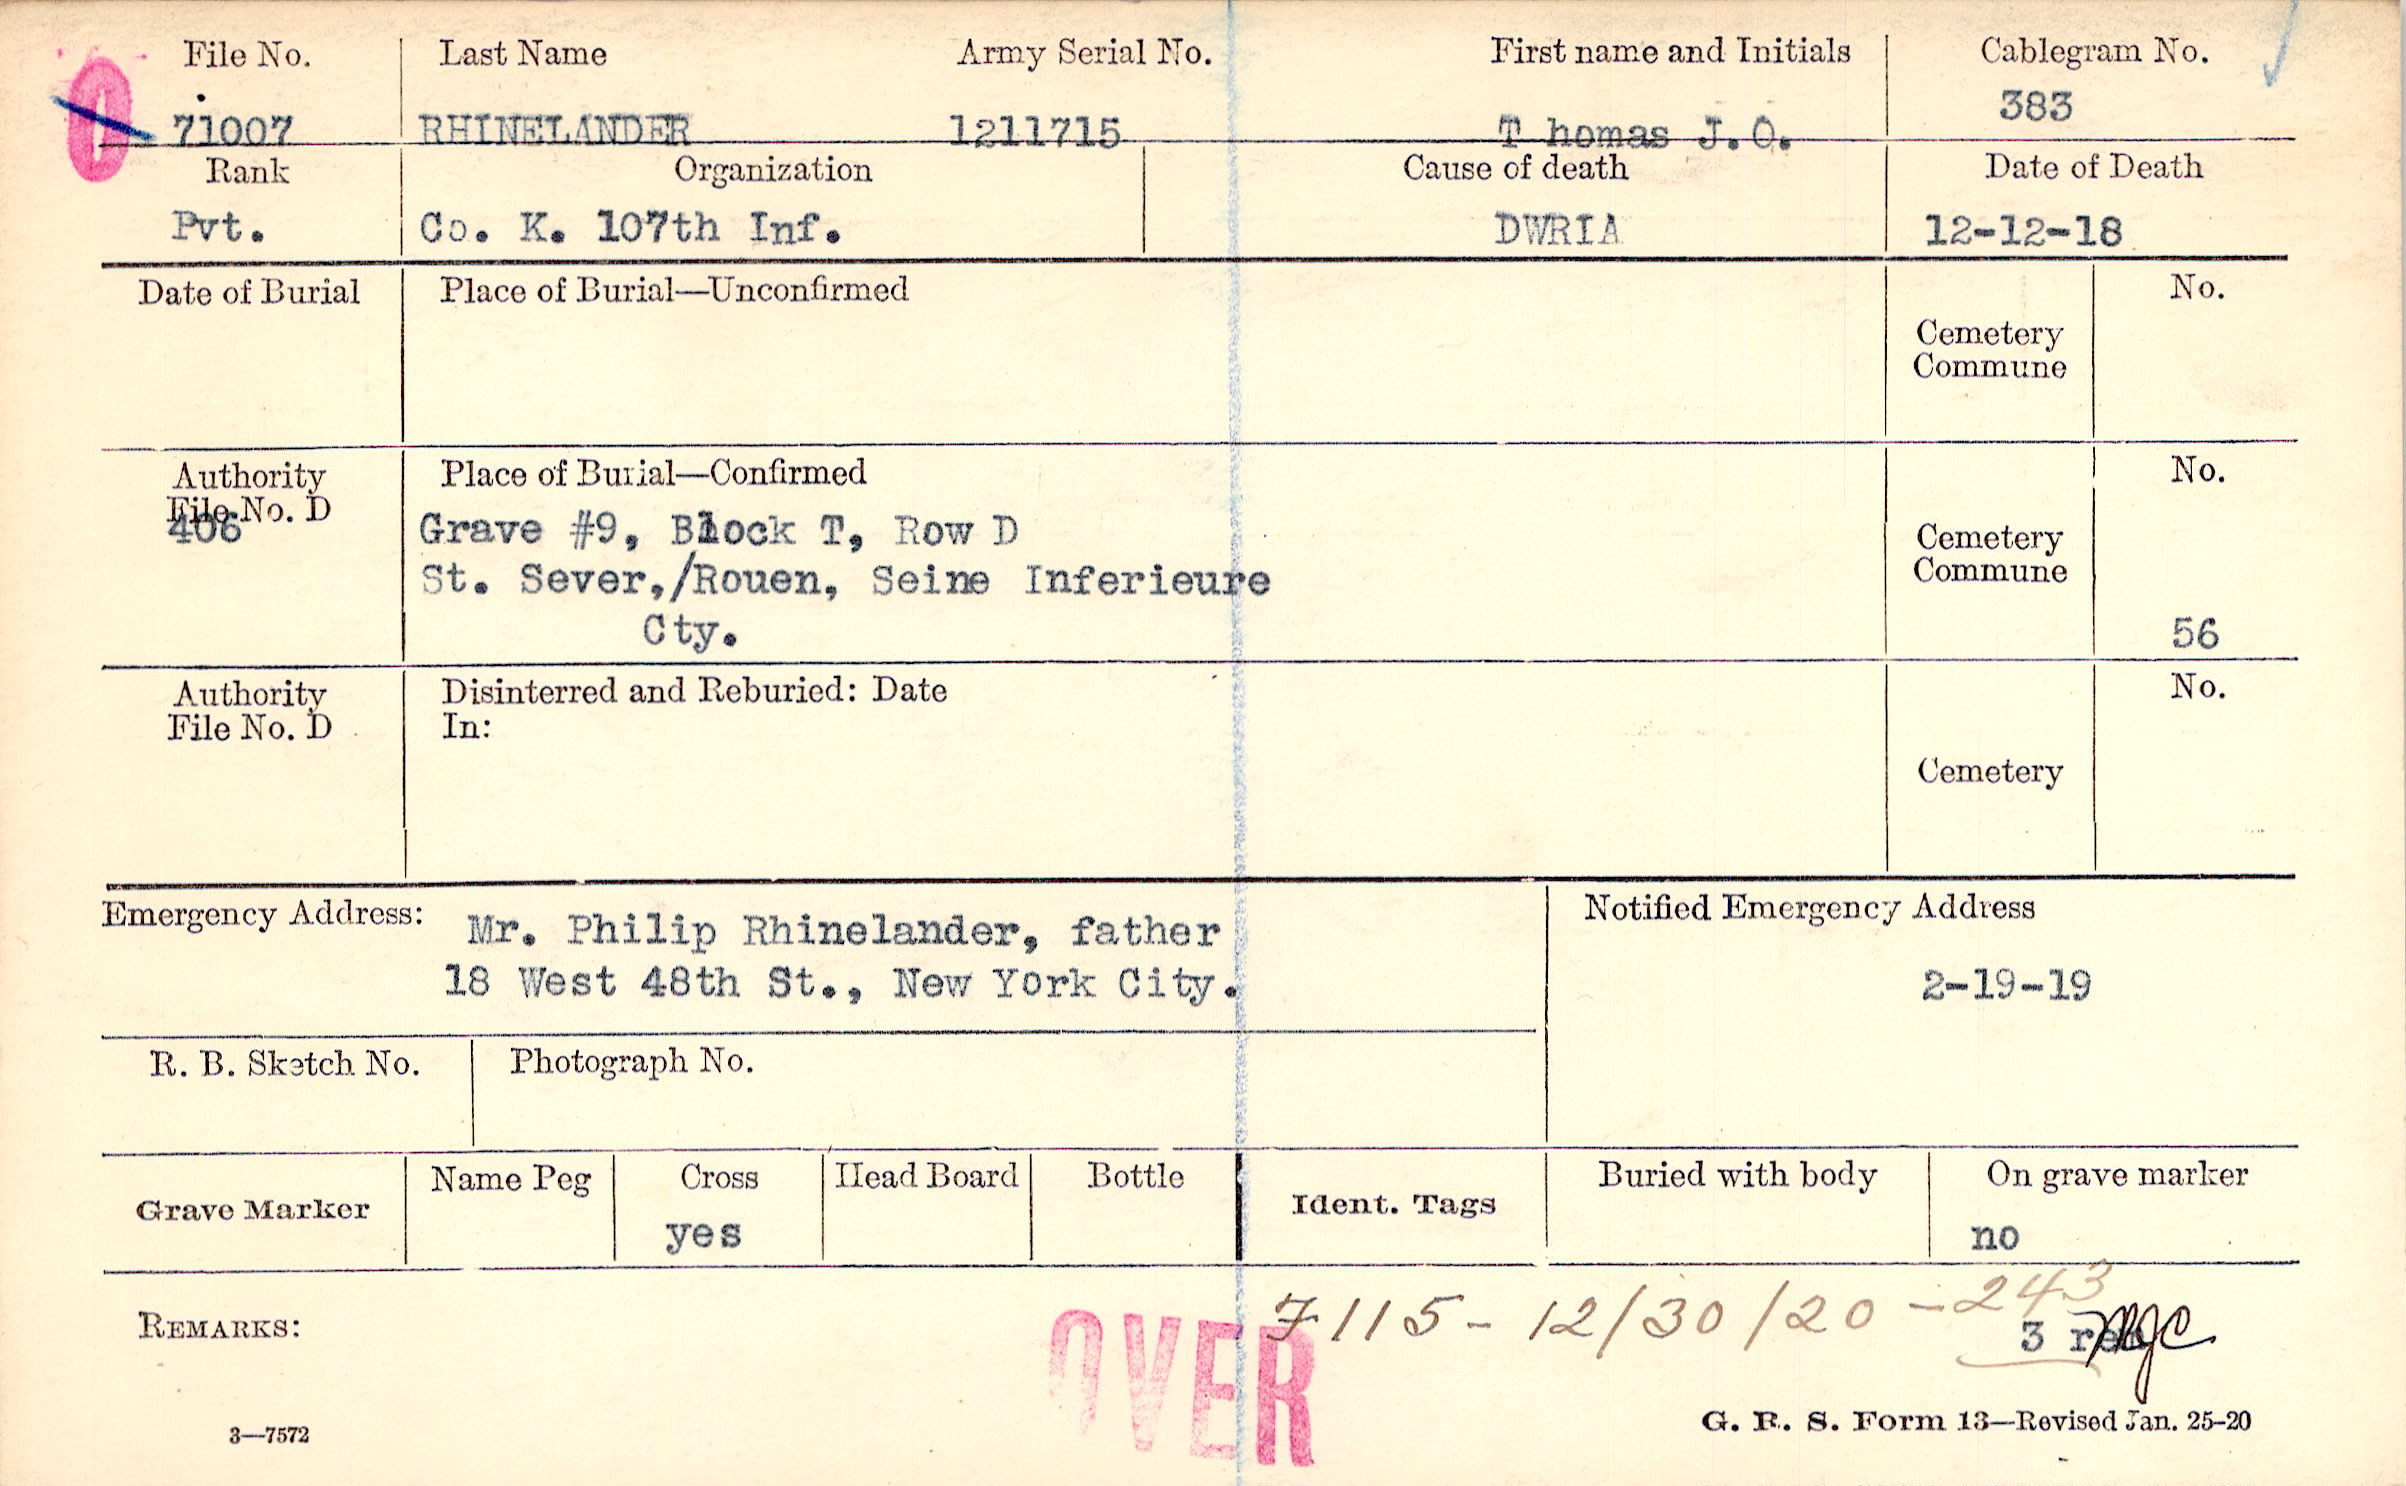 File No. Last Name Army Serial No. First name and Initials Cablegram No.
71007 RHINELANDER 1211715 T homas J.O. 383
Rank Organization Cause of death Date of Death
Pvt. Co. K. 107th Inf. DWRIA 12-12-18
Date of Burial Place of Burial—Unconfirmed No.
Cemetery
Commune
Authority Place of Burial—Confirmed No.
File No. D
406 Grave #9, Block T, Row D Cemetery
St. Sever,/Rouen, Seine Inferieure Commune
Cty. 56
Authority Disinterred and Reburied: Date No.
File No. D In:
Cemetery
Emergency Address: Mr. Philip Rhinelander, father Notified Emergency Address
18 West 48th St., New York City. 2-19-19
R. B. Sketch No. Photograph No.
Grave Marker Name Peg Cross Head Board Bottle Ident. Tags Buried with body On grave marker
yes no
7115 - 12/30/20 - 243
REMARKS: OVER 3
3—7572 G. R. S. Form 13—Revised Jan. 25-20